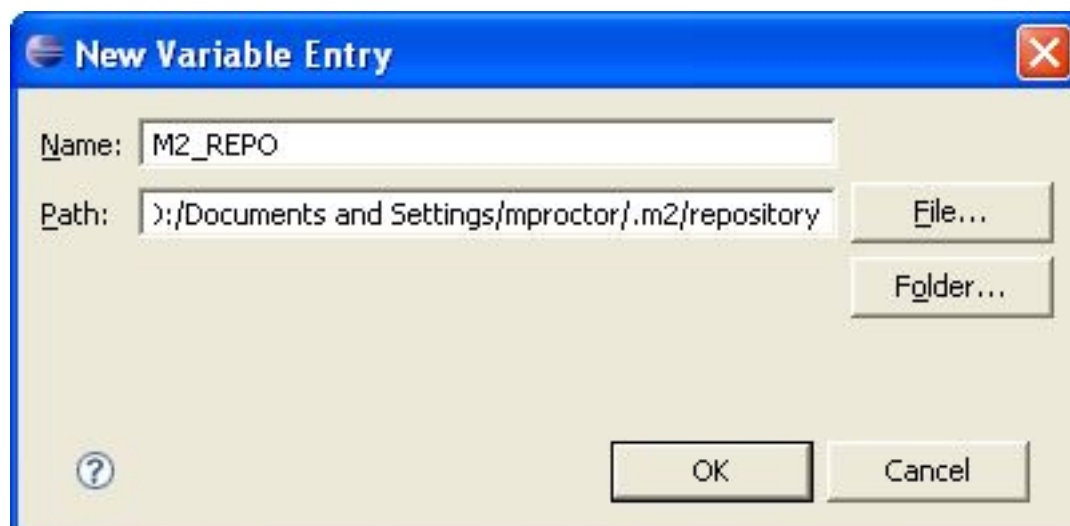 New Variable Entry
Name: M2_REPO
Path: :/Documents and Settings/mproctor/.m2/repository
File...
Folder...
?
OK
Cancel